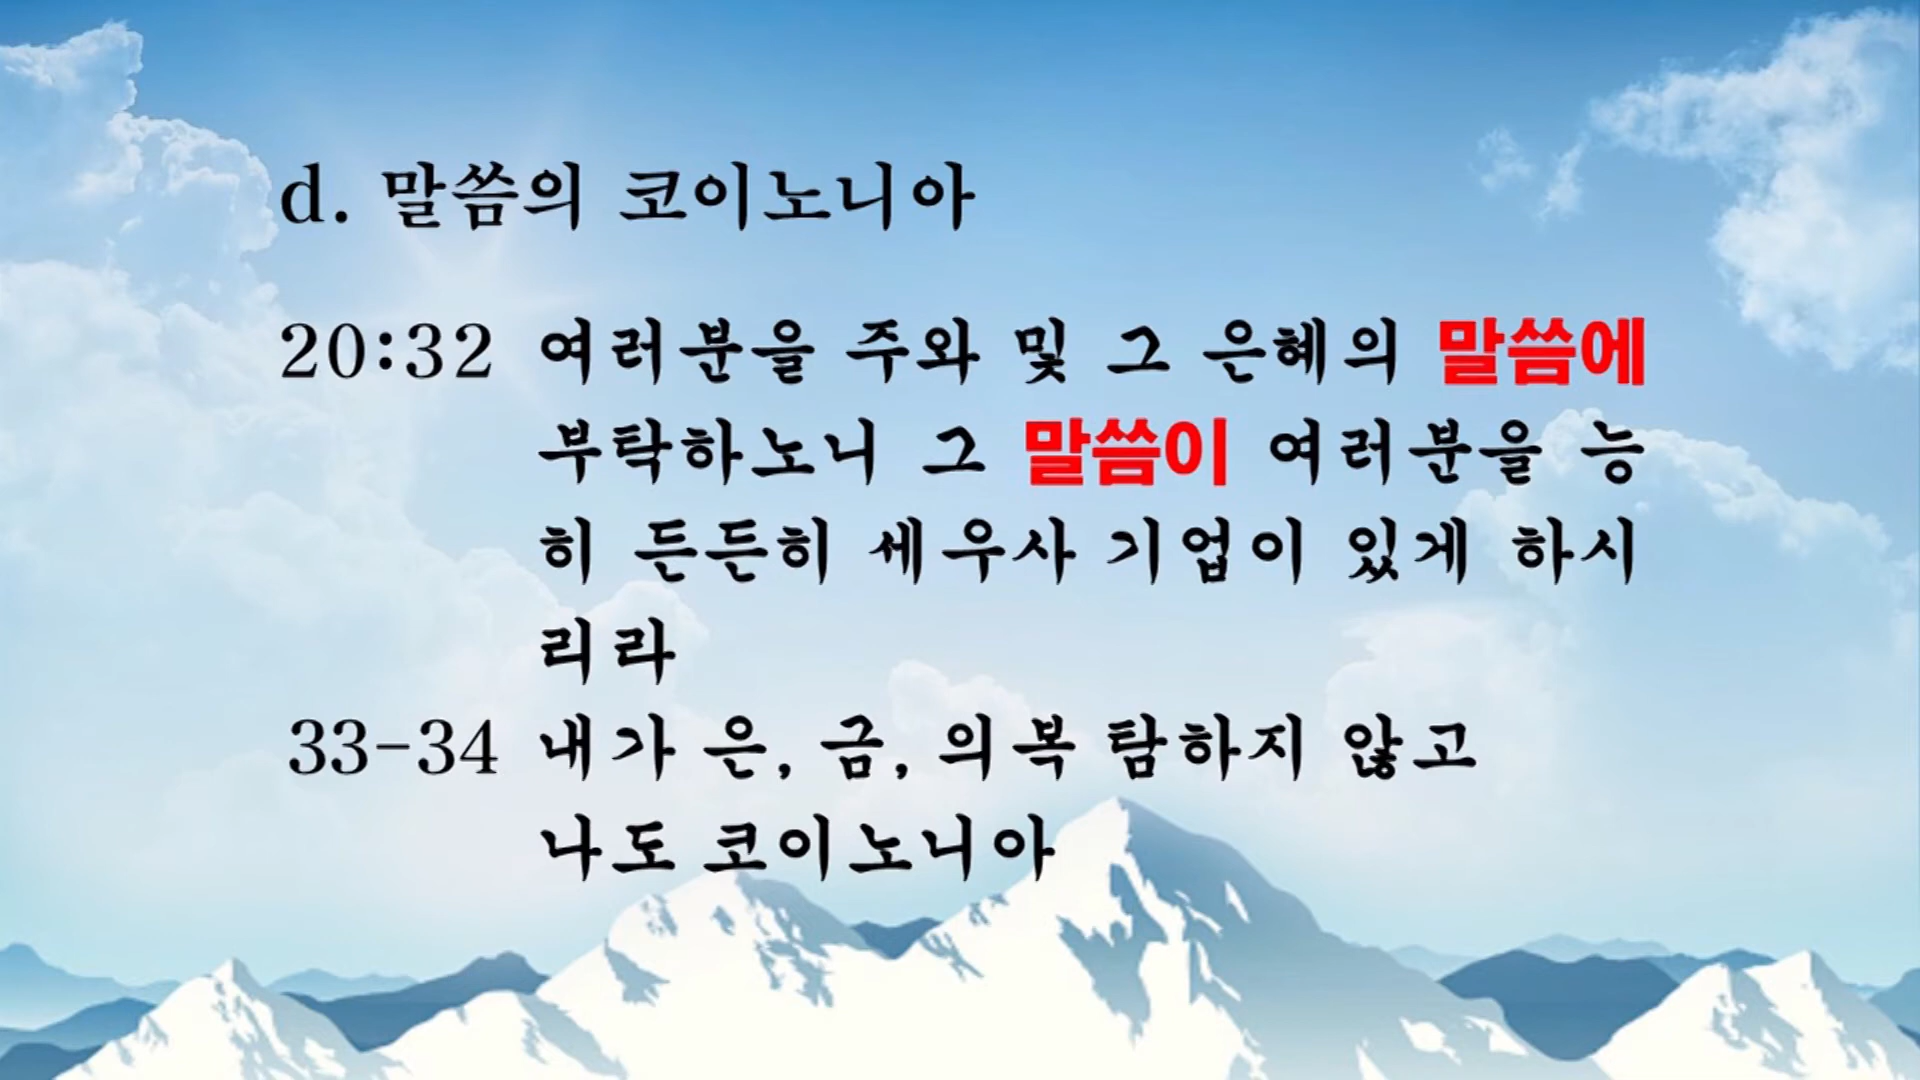 d. 말씀의 코이노니아
20:32 여러분을 주와 및 그 은혜의 말씀에
부탁하노니 그 말씀이 여러분을 능
히 든든히 세우사 기업이 있게 하시
리라
33-34 내가 은, 금, 의복 탐하지 않고
나도 코이노니아